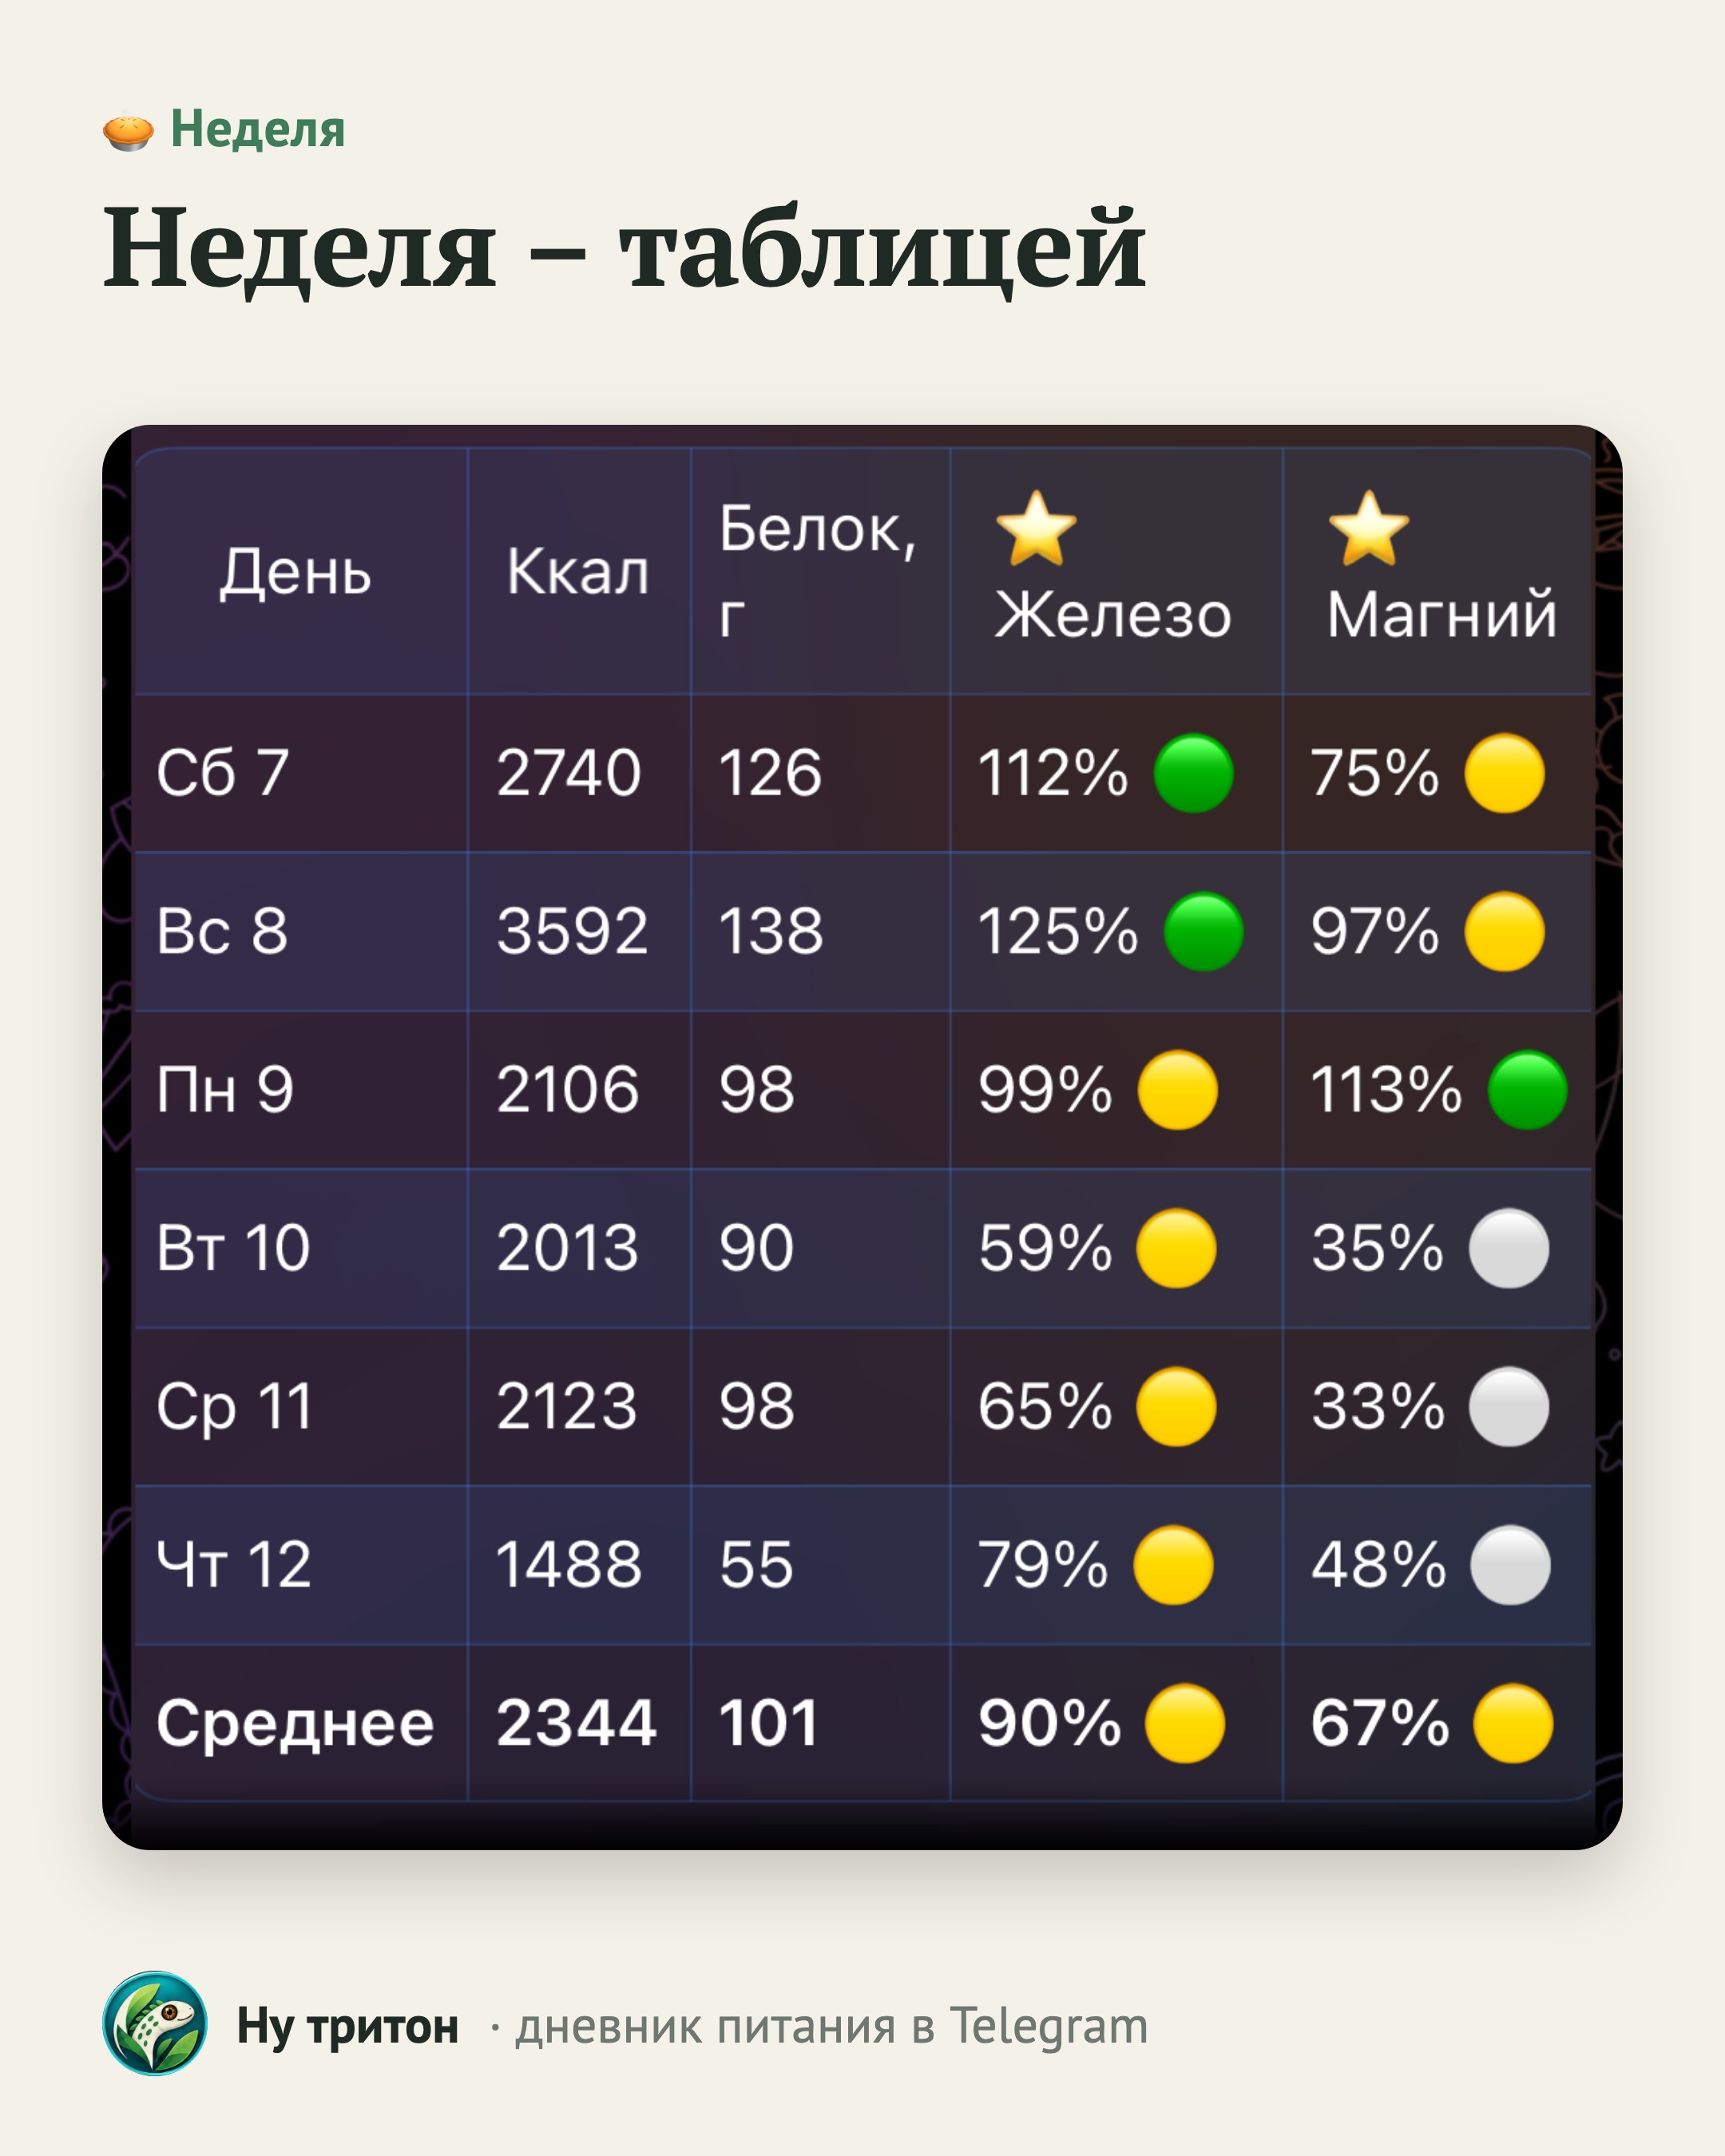 Неделя
Неделя – таблицей
День Ккал Белок, г ⭐ Железо ⭐ Магний
Сб 7 2740 126 112% 🟢 75% 🟡
Вс 8 3592 138 125% 🟢 97% 🟡
Пн 9 2106 98 99% 🟡 113% 🟢
Вт 10 2013 90 59% 🟡 35% ⚪
Ср 11 2123 98 65% 🟡 33% ⚪
Чт 12 1488 55 79% 🟡 48% ⚪
Среднее 2344 101 90% 🟡 67% 🟡
Ну тритон · дневник питания в Telegram